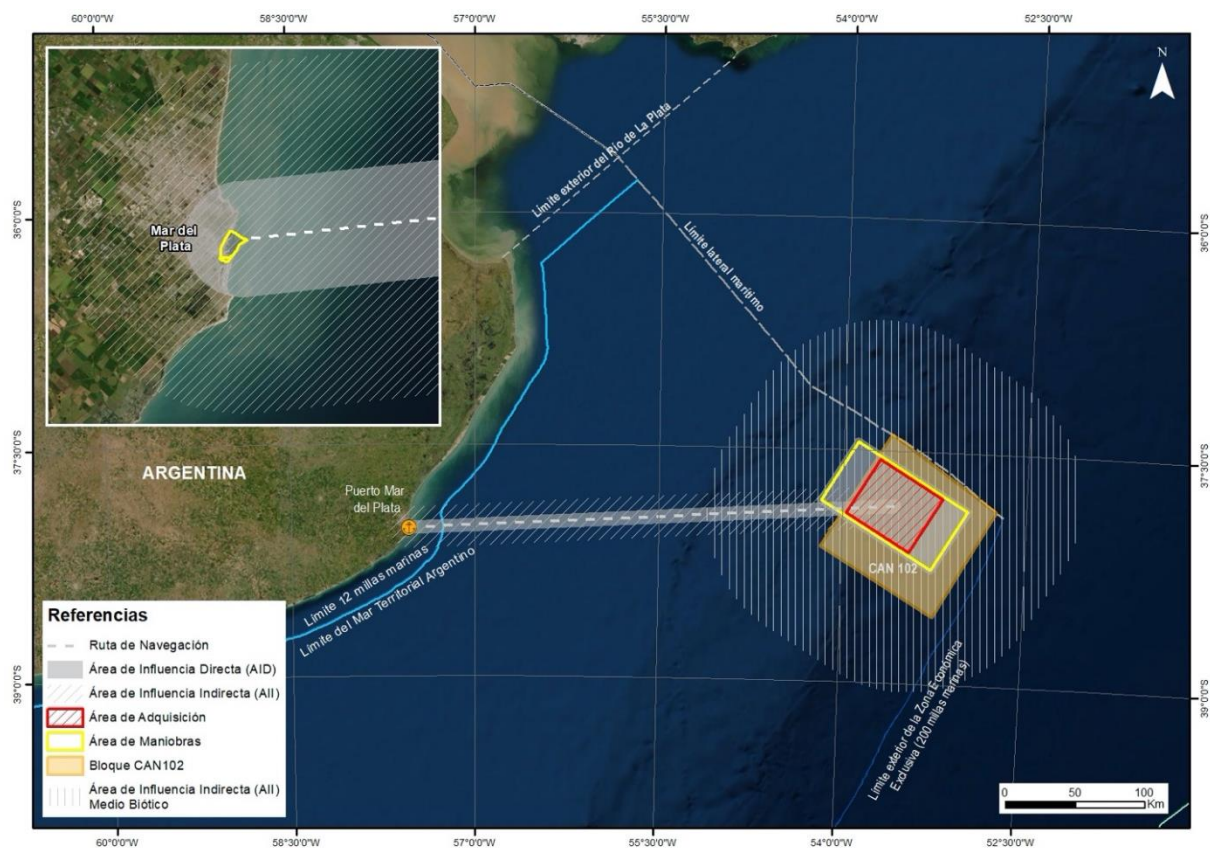 60°0'0"W
58°30'0"W
57°0'0"W
55°30'0"W
54°0'0"W
52°30'0"W
N
Mar del
Plata
Límite exterior del Río de La Plata
36°0'0"S
36°0'0"S
Límite lateral marítimo
37°30'0"S
37°30'0"S
ARGENTINA
Puerto Mar
del Plata
CAN 102
Límite 12 millas marinas
Límite del Mar Territorial Argentino
39°0'0"S
39°0'0"S
Límite exterior de la Zona Económica
Exclusiva (200 millas marinas)
Referencias
Ruta de Navegación
Área de Influencia Directa (AID)
Área de Influencia Indirecta (AII)
Área de Adquisición
Área de Maniobras
Bloque CAN102
Área de Influencia Indirecta (AII)
Medio Biótico
0 50 100
Km
60°0'0"W
58°30'0"W
57°0'0"W
55°30'0"W
54°0'0"W
52°30'0"W